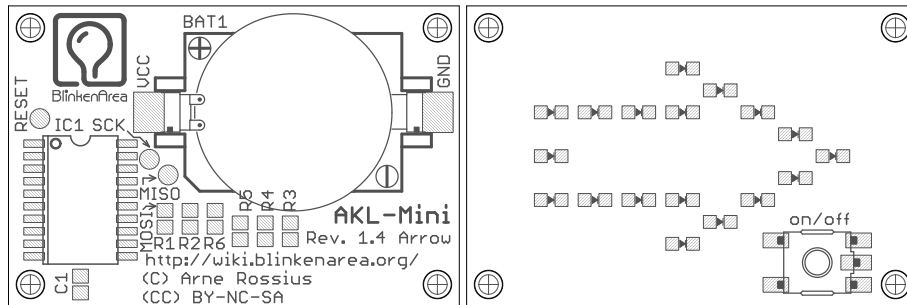 BAT1
BlinkenArea
VCC
GND
RESET
IC1 SCK
MISO
MOSI
R5
R4
R3
R1 R2 R6
AKL-Mini
Rev. 1.4 Arrow
http://wiki.blinkenarea.org/
(C) Arne Rossius
(CC) BY-NC-SA
C1
on/off